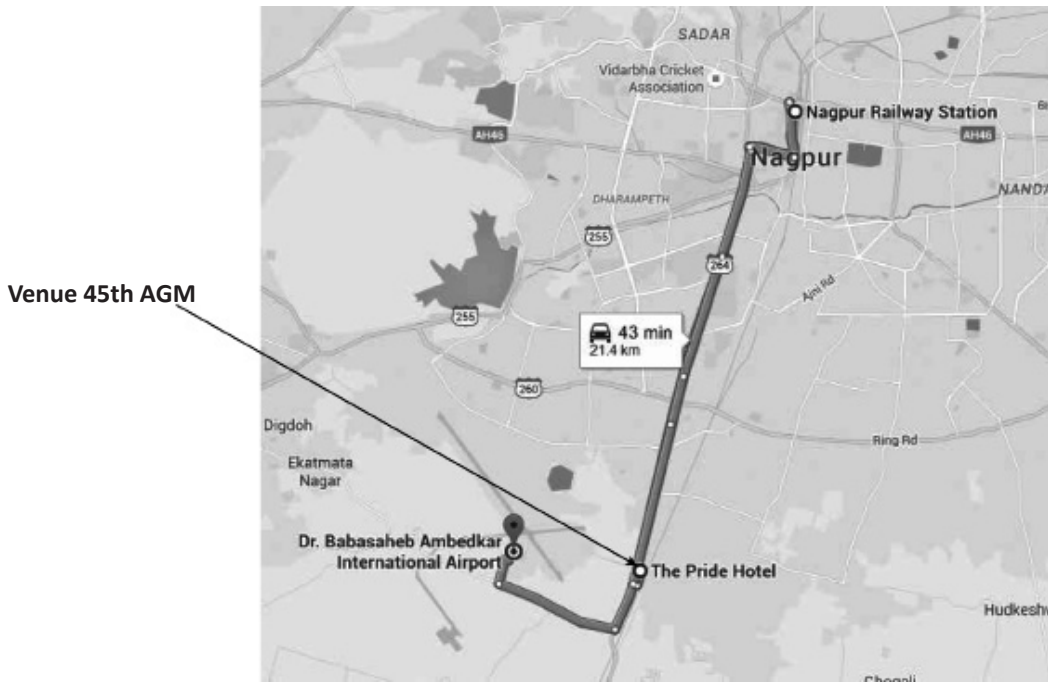 SADAR
Vidarbha Cricket
Association
Nagpur Railway Station
AH46
AH46
Nagpur
NANDA
DHARAMPETH
255
264
Ajni Rd
Venue 45th AGM
255
43 min
21.4 km
260
Digdoh
Ring Rd
Ekatmata
Nagar
Dr. Babasaheb Ambedkar
International Airport
The Pride Hotel
Hudkeshw